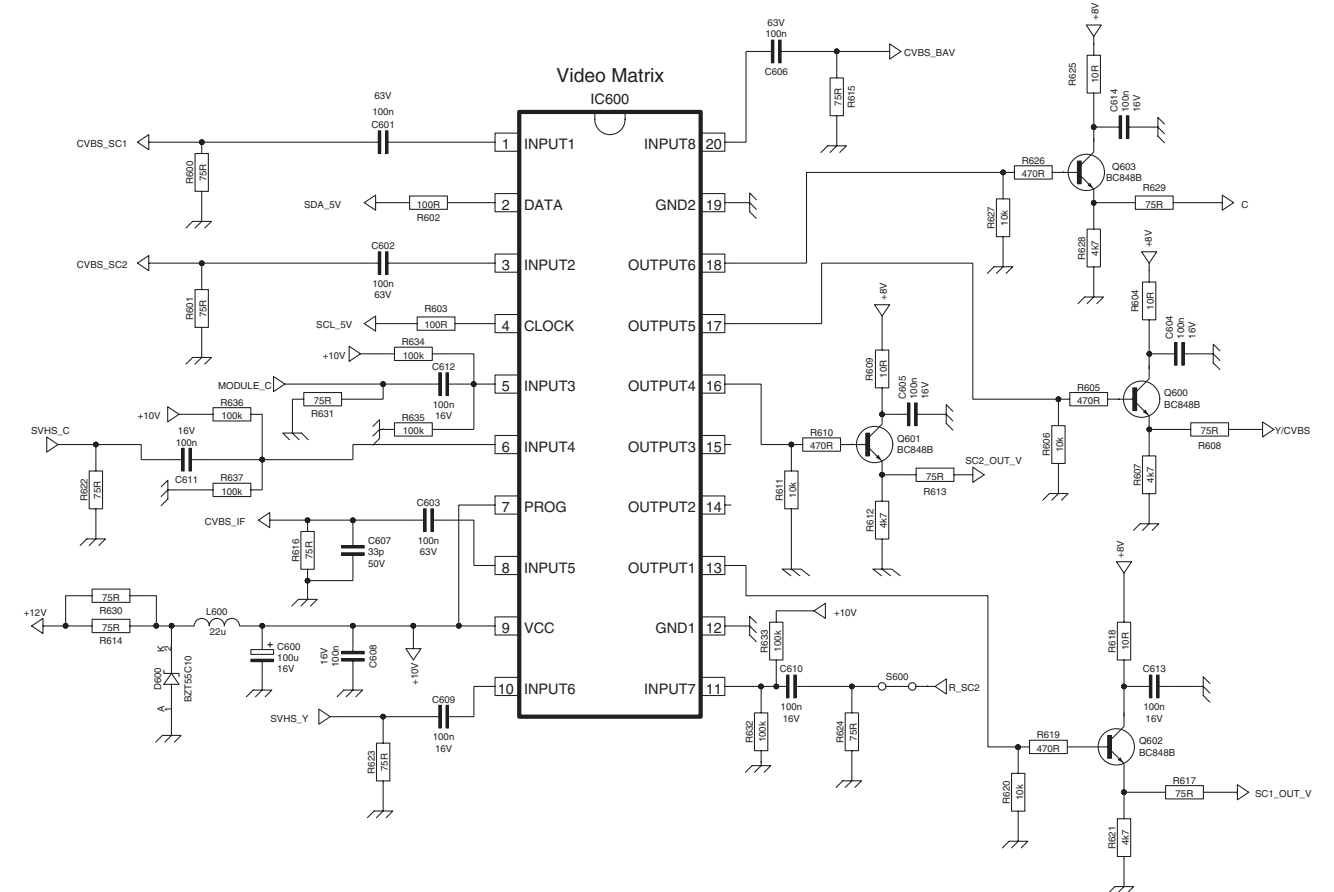 Video Matrix
IC600
1 INPUT1
2 DATA
3 INPUT2
4 CLOCK
5 INPUT3
6 INPUT4
7 PROG
8 INPUT5
9 VCC
10 INPUT6
INPUT8 20
GND2 19
OUTPUT6 18
OUTPUT5 17
OUTPUT4 16
OUTPUT3 15
OUTPUT2 14
OUTPUT1 13
GND1 12
INPUT7 11
63V
100n
C601
CVBS_SC1
R600
75R
SDA_5V
100R
R602
C602
100n
63V
CVBS_SC2
R601
75R
R603
SCL_5V
100R
R634
+10V
100k
C612
MODULE_C
100n
16V
75R
R631
R635
100k
R636
+10V
100k
SVHS_C
16V
100n
C611
R622
75R
R637
100k
CVBS_IF
C603
100n
63V
R616
75R
C607
33p
50V
+12V
75R
R630
75R
R614
L600
22u
K
2
D600
BZT55C10
A
1
+
C600
100u
16V
16V
100n
C608
+10V
SVHS_Y
C609
100n
16V
R623
75R
63V
100n
C606
CVBS_BAV
75R
R615
+8V
R625
10R
C614
100n
16V
R626
470R
Q603
BC848B
R627
10k
R629
75R
C
R628
4k7
+8V
R604
10R
C604
100n
16V
R605
470R
Q600
BC848B
R606
10k
75R
R608
Y/CVBS
R607
4k7
+8V
R609
10R
C605
100n
16V
R610
470R
Q601
BC848B
R611
10k
SC2_OUT_V
75R
R613
R612
4k7
+10V
R633
100k
C610
100n
16V
S600
R_SC2
R632
100k
R624
75R
+8V
R618
10R
C613
100n
16V
R619
470R
Q602
BC848B
R620
10k
R617
75R
SC1_OUT_V
R621
4k7